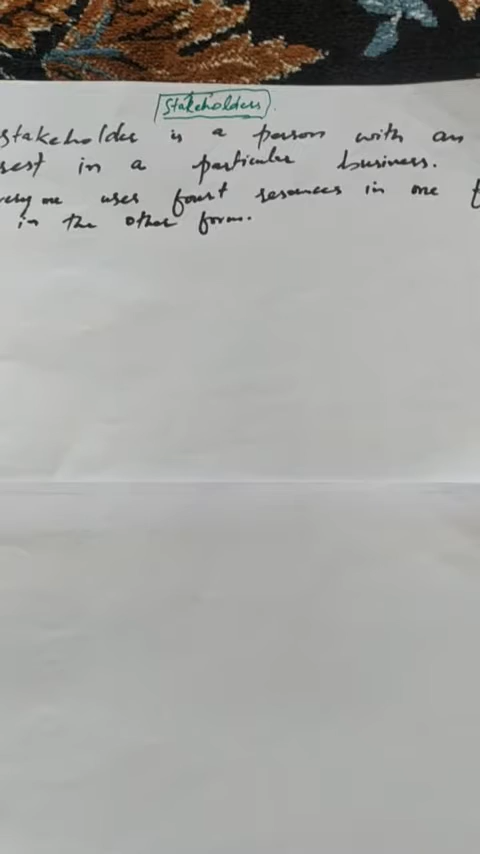 Stakeholders
stakeholder is a person with an
rest in a particular business.
very one uses forest resources in one f
in the other form.